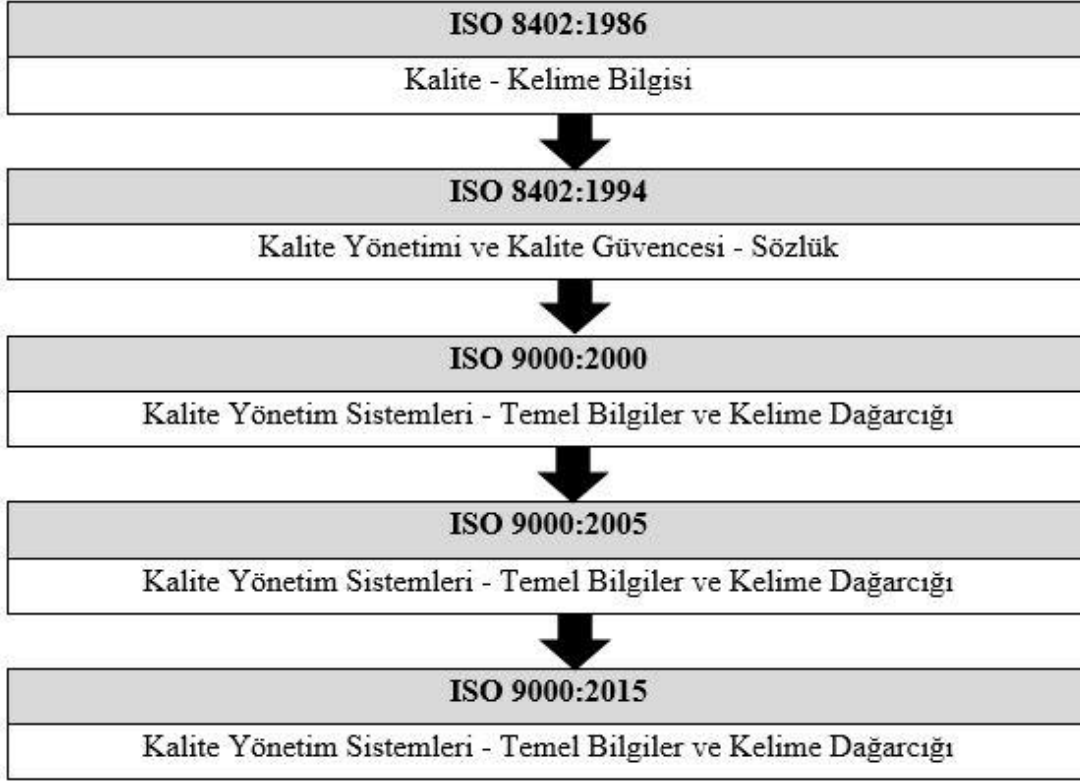 ISO 8402:1986
Kalite - Kelime Bilgisi
ISO 8402:1994
Kalite Yönetimi ve Kalite Güvencesi - Sözlük
ISO 9000:2000
Kalite Yönetim Sistemleri - Temel Bilgiler ve Kelime Dağarcığı
ISO 9000:2005
Kalite Yönetim Sistemleri - Temel Bilgiler ve Kelime Dağarcığı
ISO 9000:2015
Kalite Yönetim Sistemleri - Temel Bilgiler ve Kelime Dağarcığı